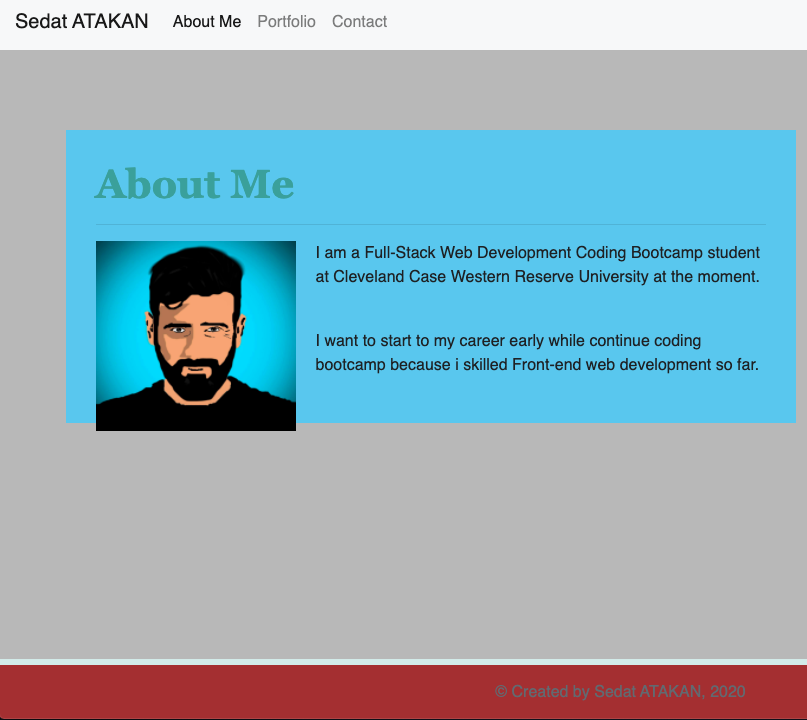 Sedat ATAKAN About Me Portfolio Contact
About Me
I am a Full-Stack Web Development Coding Bootcamp student
at Cleveland Case Western Reserve University at the moment.
I want to start to my career early while continue coding
bootcamp because i skilled Front-end web development so far.
© Created by Sedat ATAKAN, 2020